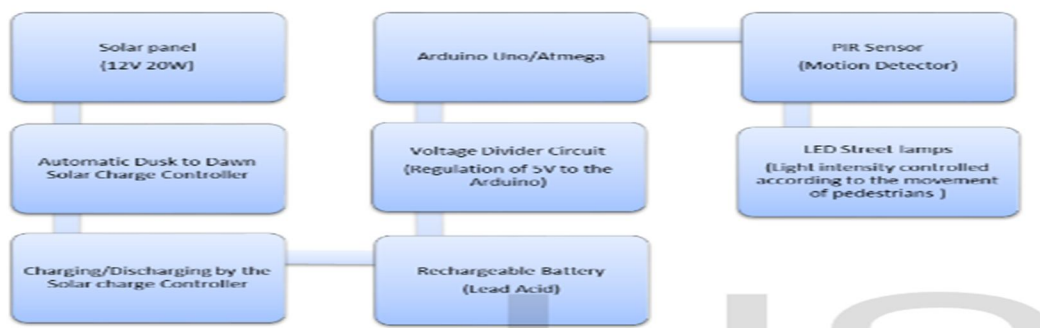 Solar panel
(12V 20W)
Automatic Dusk to Dawn
Solar Charge Controller
Charging/Discharging by the
Solar charge Controller
Rechargeable Battery
(Lead Acid)
Voltage Divider Circuit
(Regulation of 5V to the
Arduino)
Arduino Uno/Atmega
PIR Sensor
(Motion Detector)
LED Street lamps
(Light intensity controlled
according to the movement
of pedestrians )